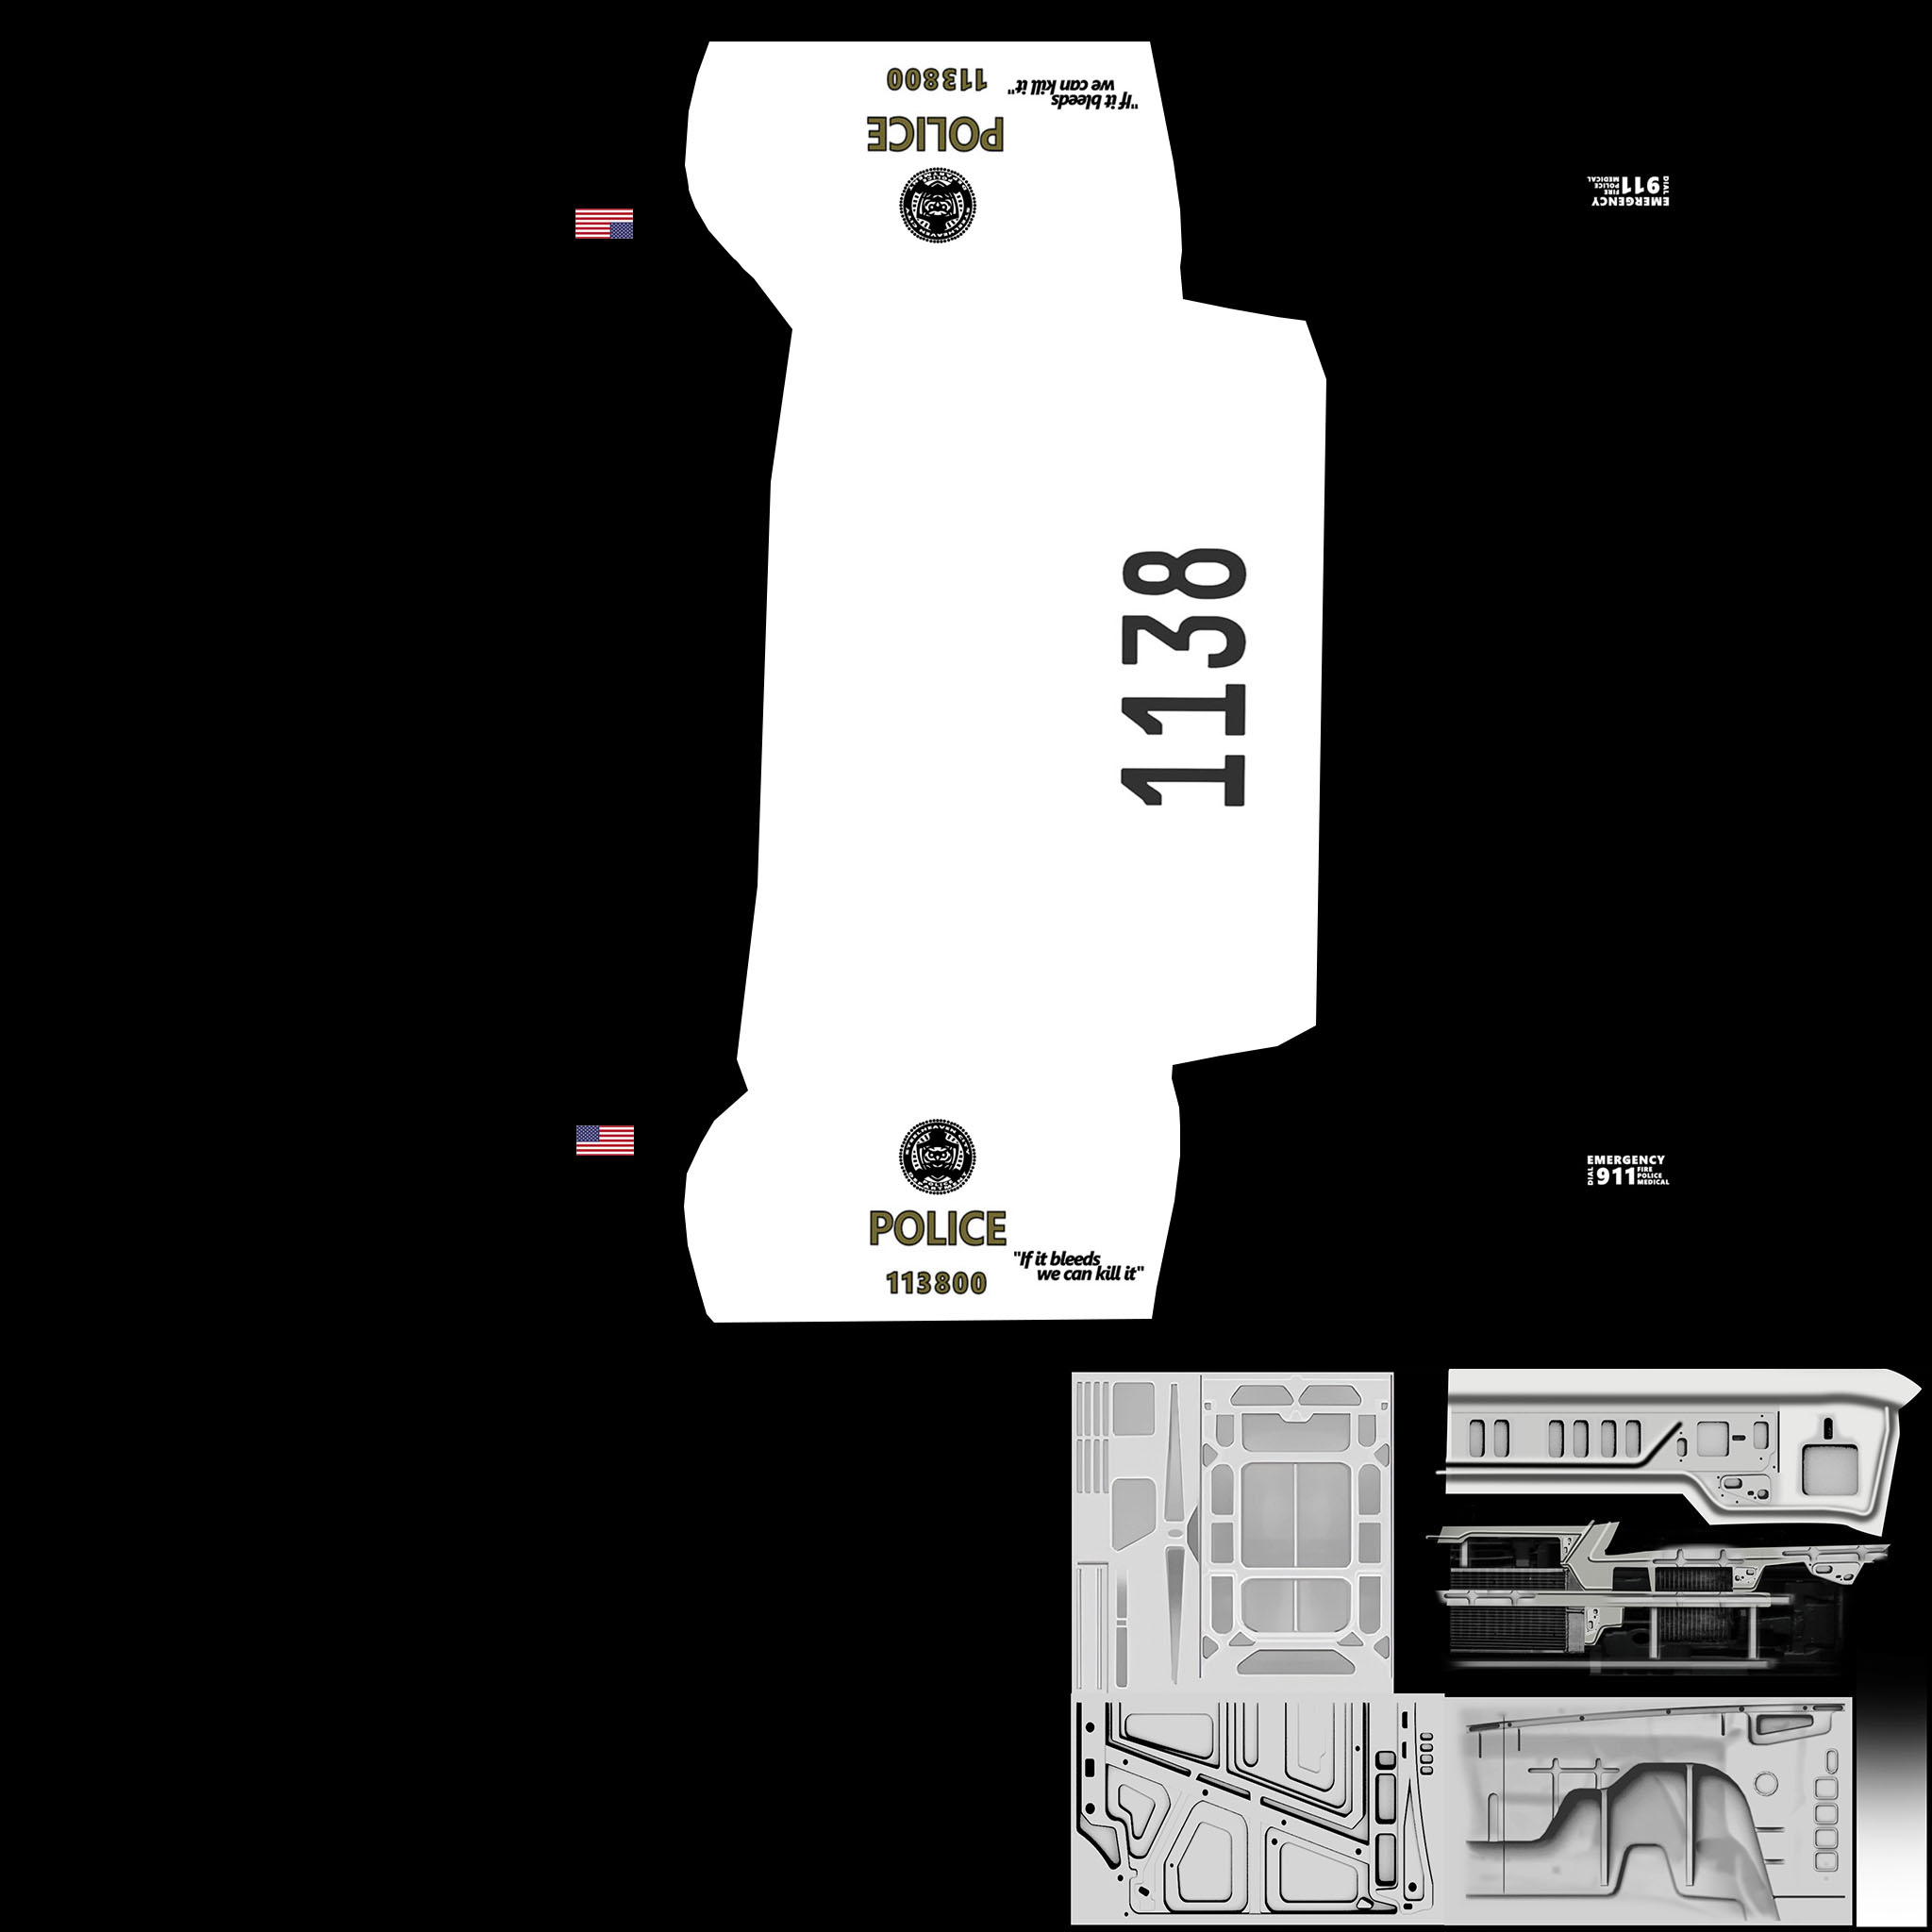 113800
"If it bleeds
we can kill it"
POLICE
EMERGENCY
DIAL 911 FIRE
POLICE
MEDICAL
1138
EMERGENCY
DIAL 911 FIRE
POLICE
MEDICAL
POLICE
"If it bleeds
we can kill it"
113800